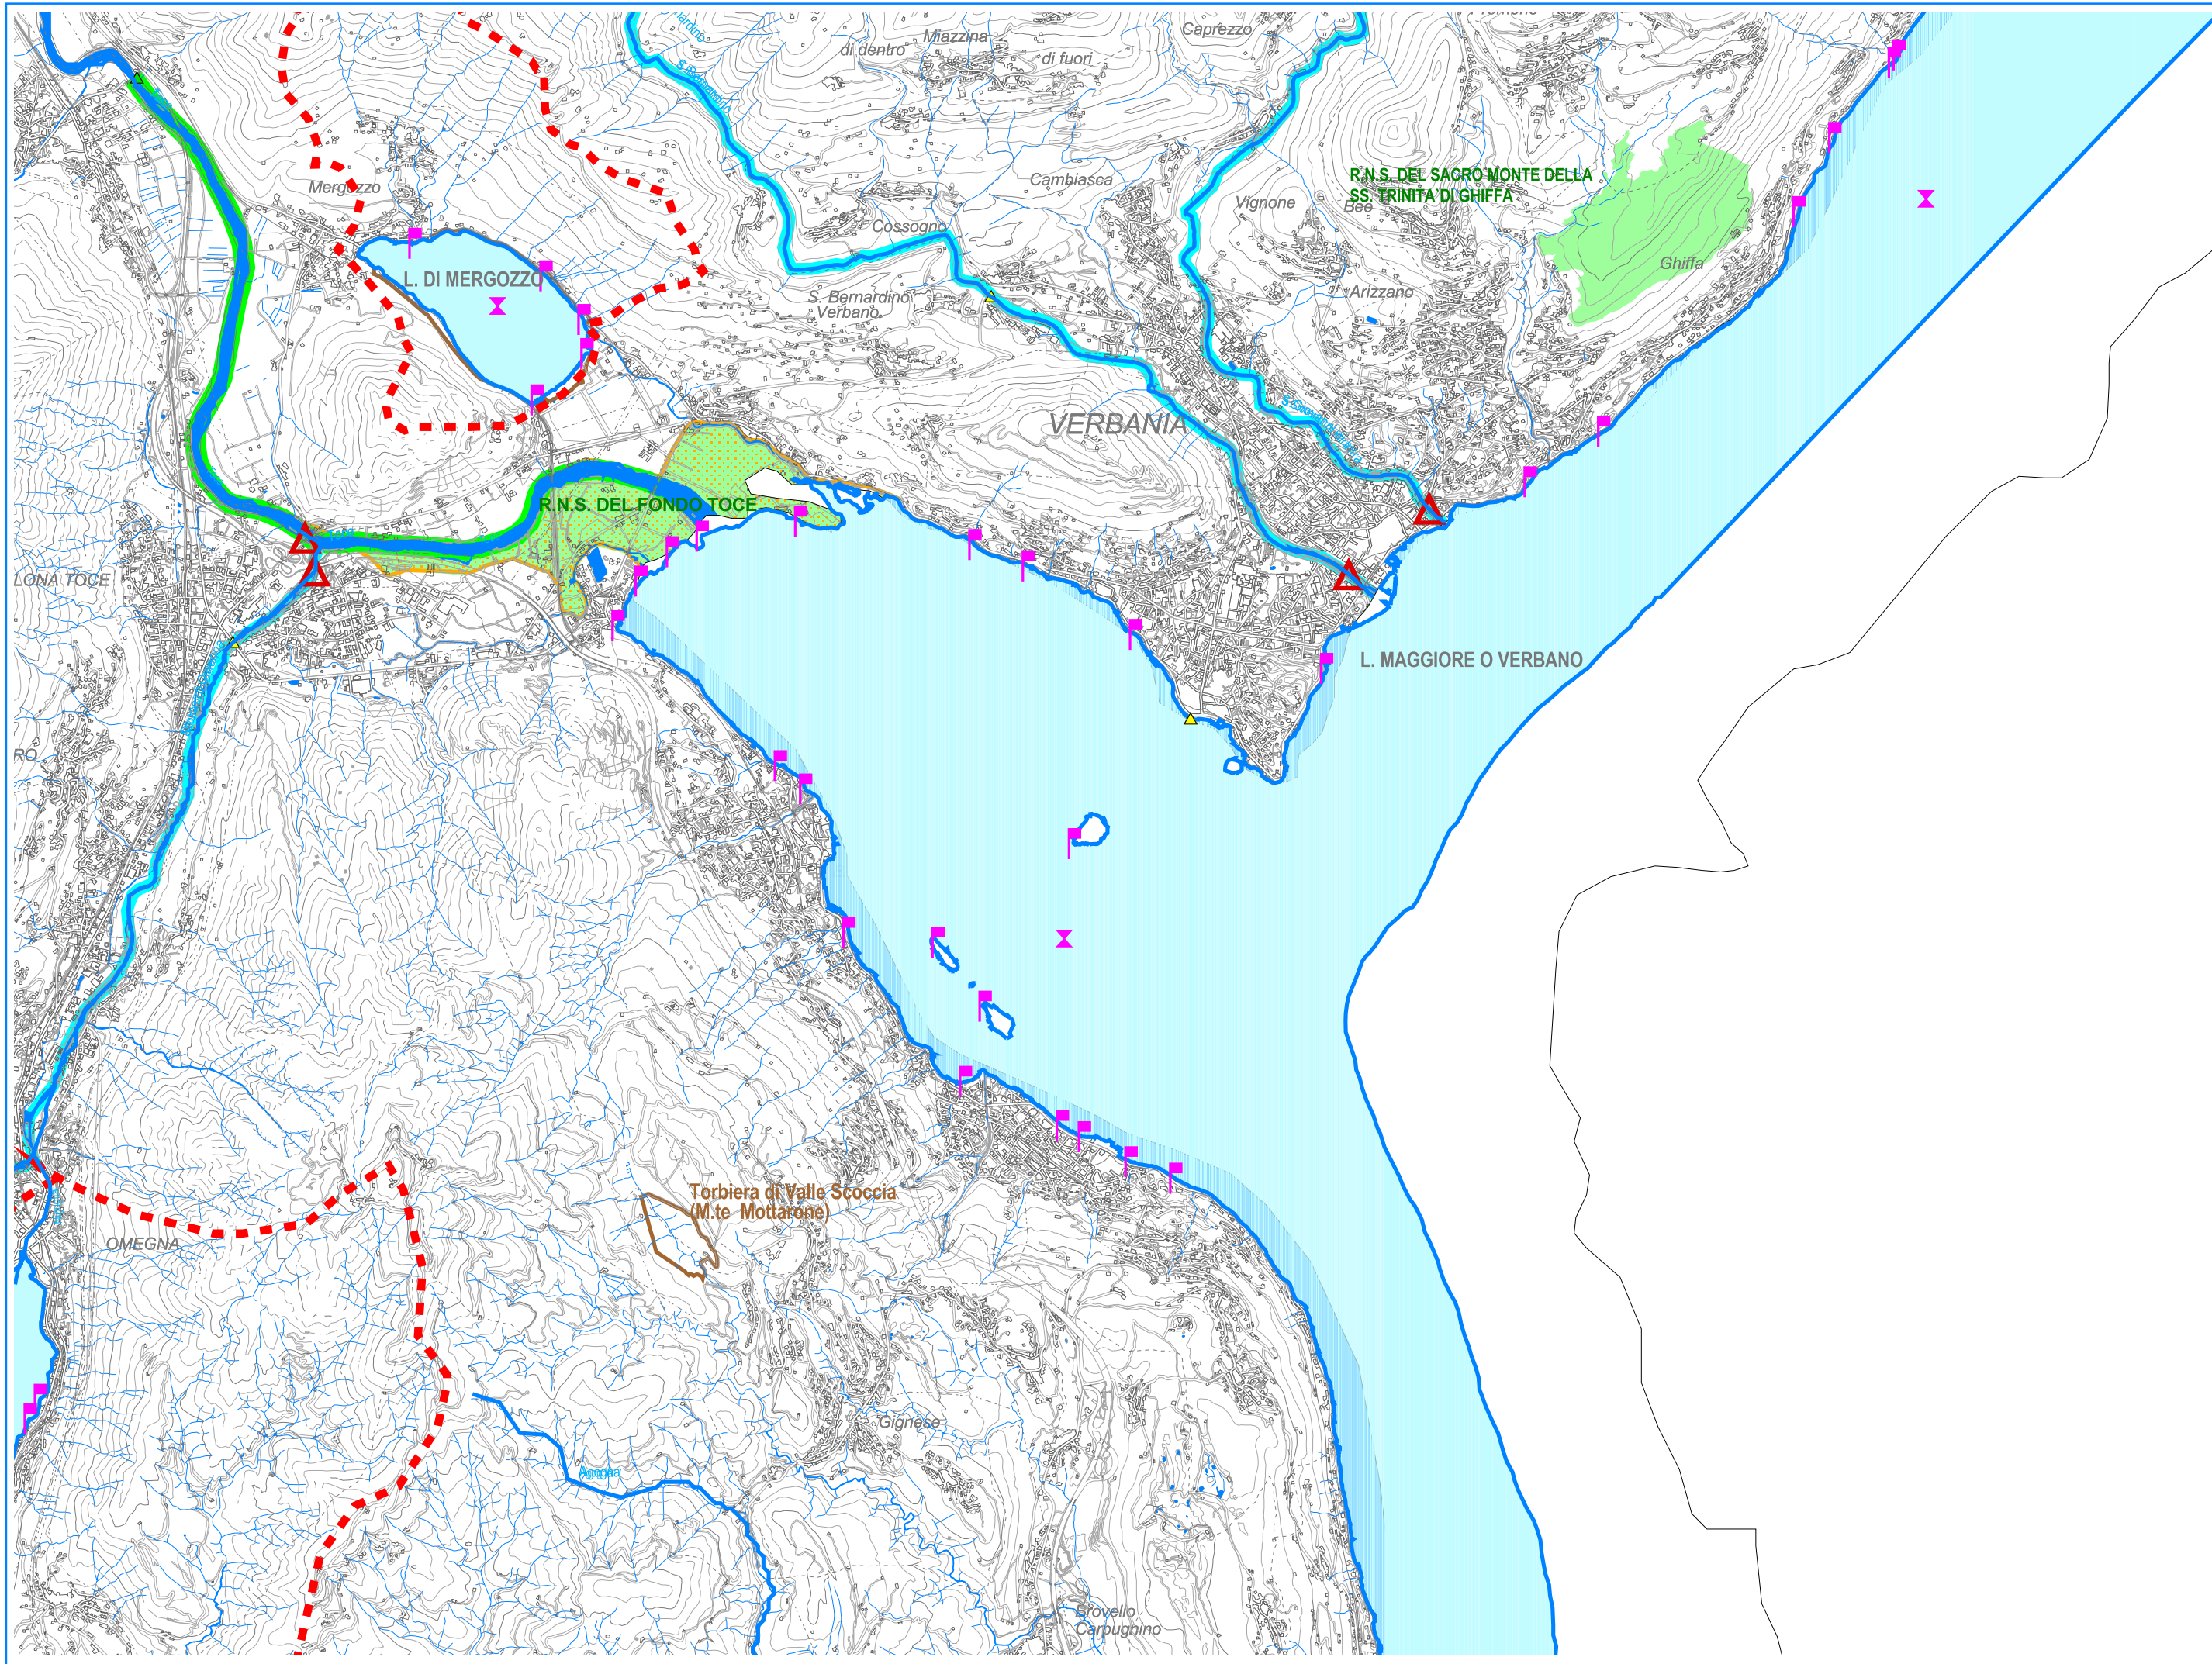 Miazzina
di dentro
di fuori
Caprezzo
S.Bernardino
Mergozzo
Cambiasca
Cossogno
Vignone
R.N.S. DEL SACRO MONTE DELLA
SS. TRINITA' DI GHIFFA
Bee
Ghiffa
L. DI MERGOZZO
S. Bernardino
Verbano
Arizzano
VERBANIA
R.N.S. DEL FONDO TOCE
LONA TOCE
L. MAGGIORE O VERBANO
RO
Torbiera di Valle Scoccia
(M.te Mottarone)
OMEGNA
Gignese
Agogna
Brovello
Carpugnino